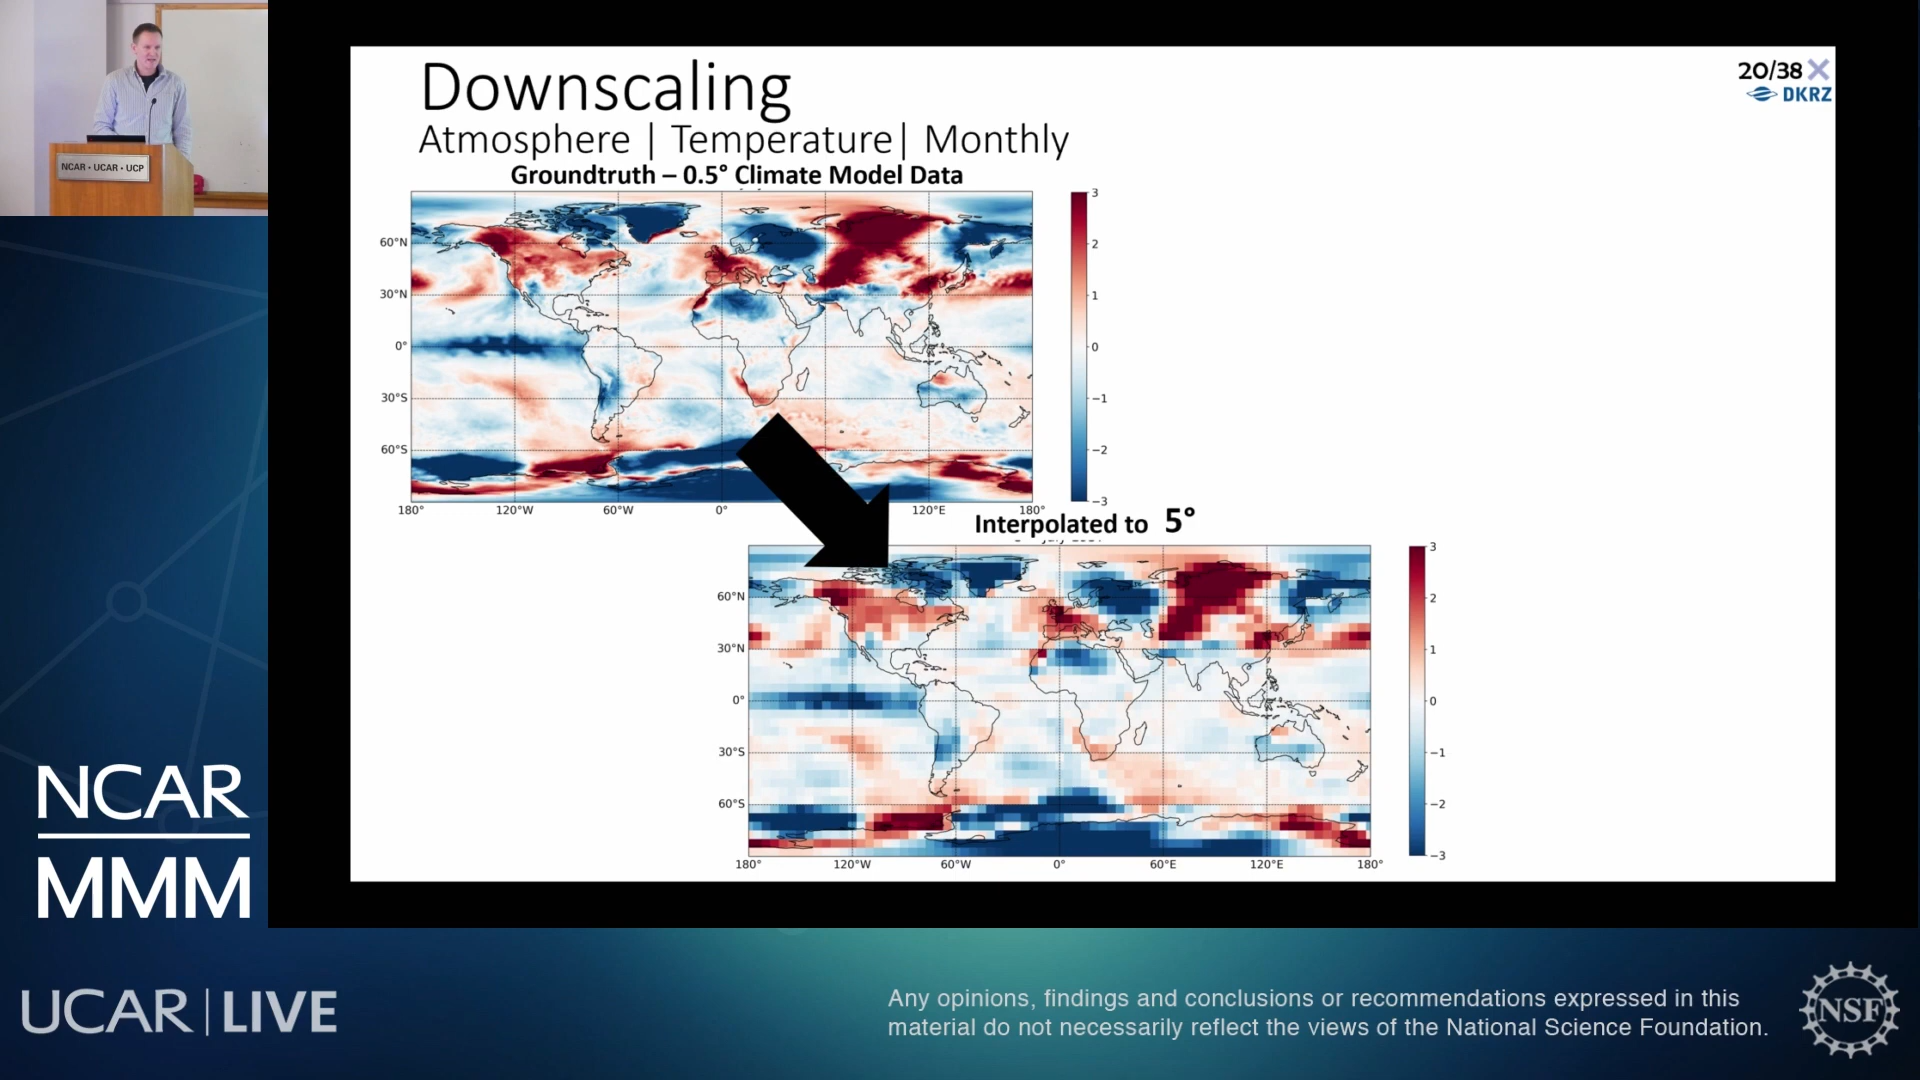 NCAR • UCAR • UCP
Downscaling
20/38
DKRZ
Atmosphere | Temperature| Monthly
Groundtruth – 0.5° Climate Model Data
60°N
30°N
0°
30°S
60°S
180°
120°W
60°W
0°
120°E
180°
3
2
1
0
−1
−2
−3
Interpolated to 5°
60°N
30°N
0°
30°S
60°S
180°
120°W
60°W
0°
60°E
120°E
180°
3
2
1
0
−1
−2
−3
NCAR
MMM
UCAR | LIVE
Any opinions, findings and conclusions or recommendations expressed in this
material do not necessarily reflect the views of the National Science Foundation.
NSF